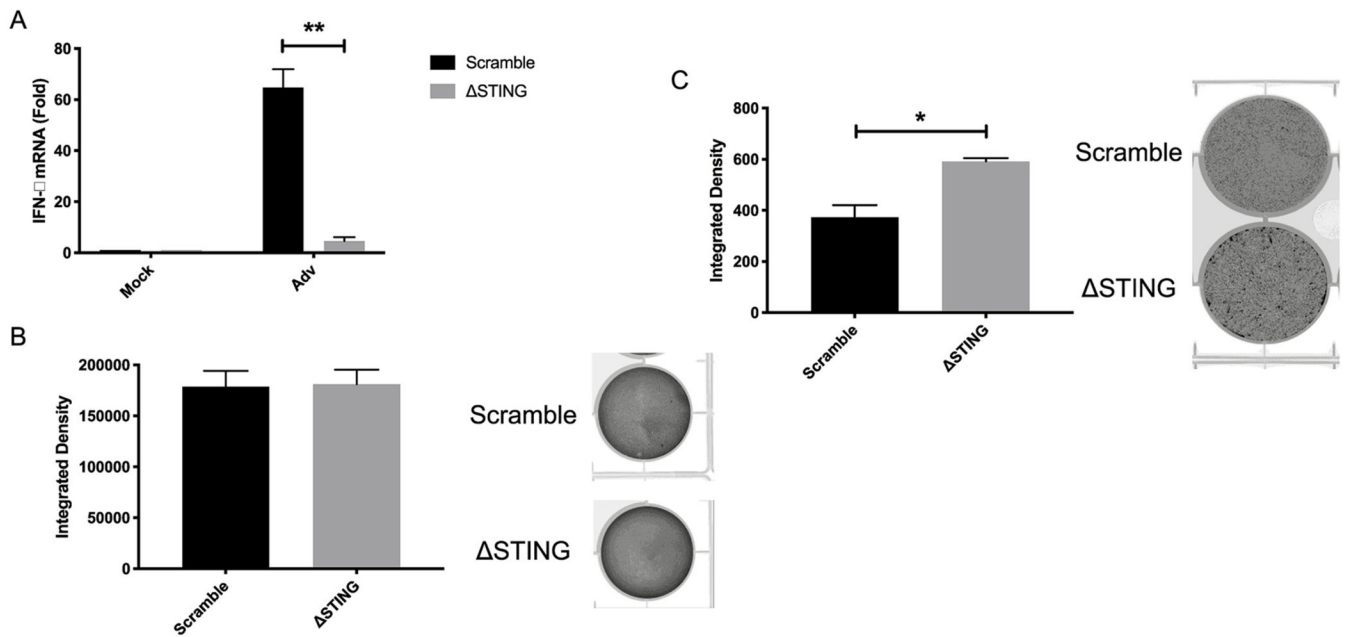 A
**
80
60
40
20
0
IFN-□ mRNA (Fold)
Mock
Adv
Scramble
ΔSTING
B
200000
150000
100000
50000
0
Integrated Density
Scramble
ΔSTING
Scramble
ΔSTING
C
*
800
600
400
200
0
Integrated Density
Scramble
ΔSTING
Scramble
ΔSTING